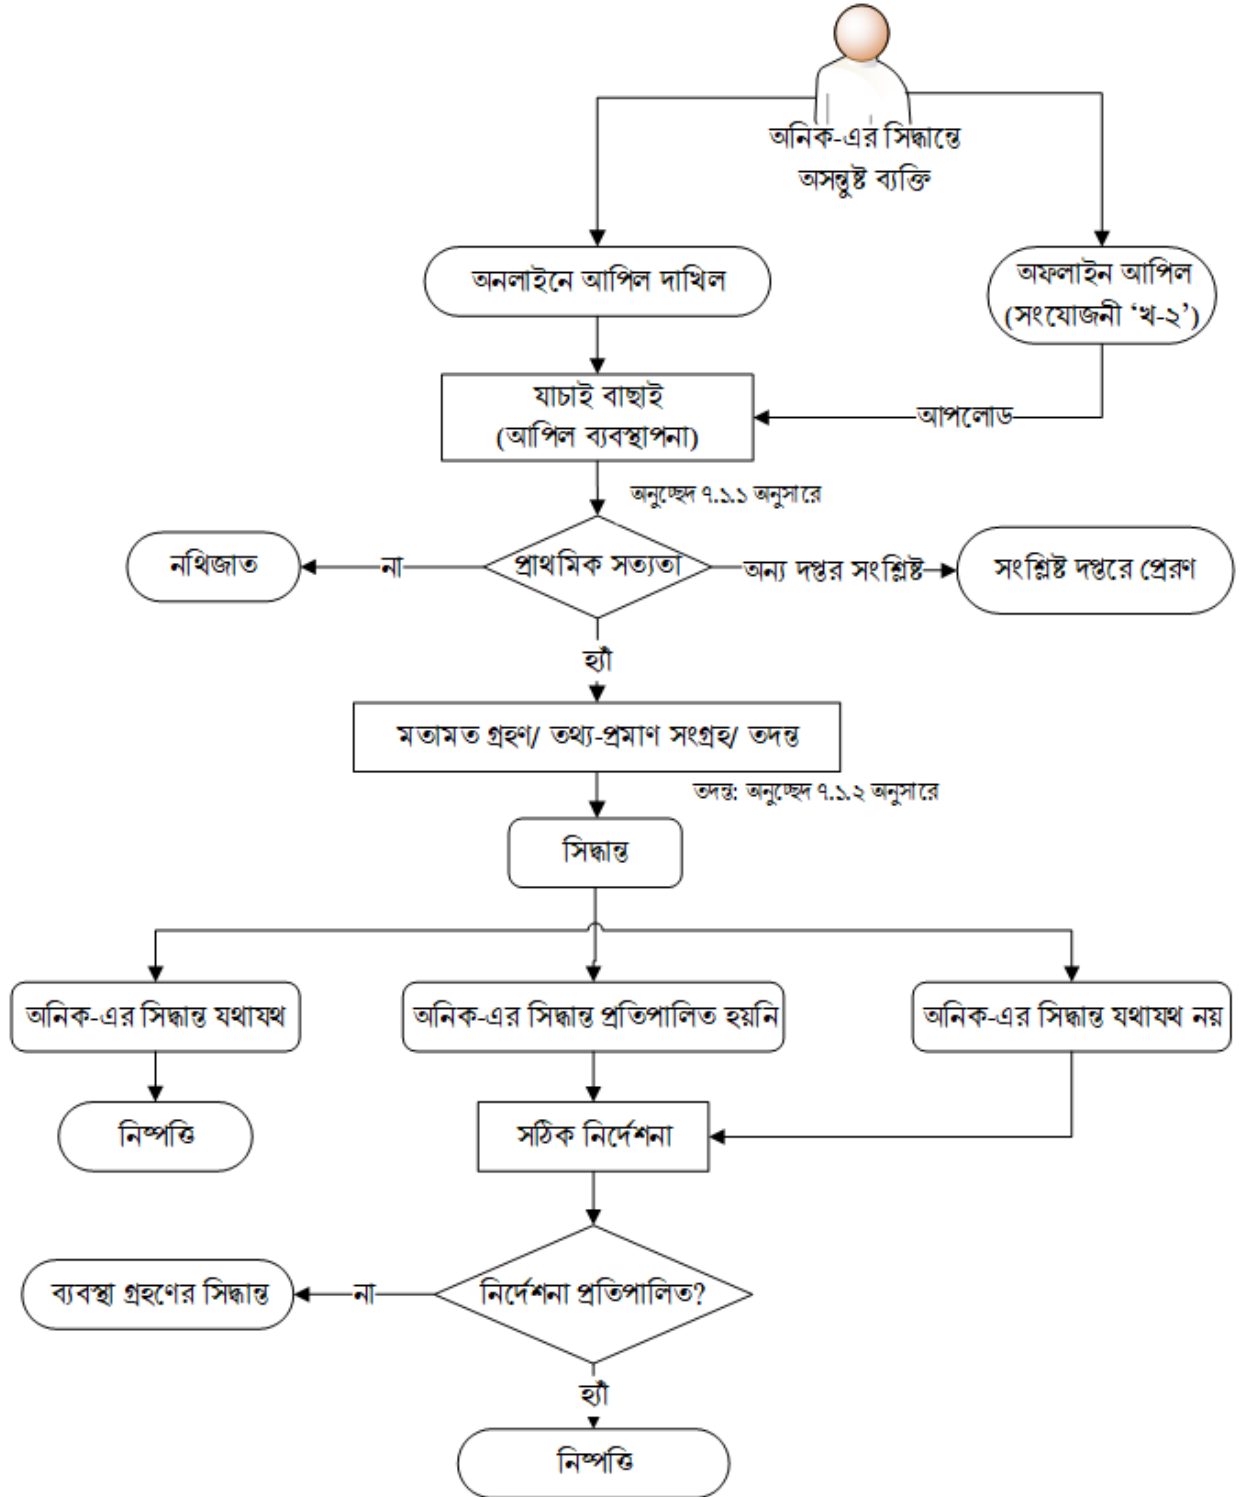 অনিক-এর সিদ্ধান্তে
অসন্তুষ্ট ব্যক্তি
অনলাইনে আপিল দাখিল
অফলাইন আপিল
(সংযোজনী ‘খ-২’)
যাচাই বাছাই
(আপিল ব্যবস্থাপনা)
আপলোড
অনুচ্ছেদ ৭.১.১ অনুসারে
নথিজাত
না
প্রাথমিক সত্যতা
অন্য দপ্তর সংশ্লিষ্ট
সংশ্লিষ্ট দপ্তরে প্রেরণ
হ্যাঁ
মতামত গ্রহণ/ তথ্য-প্রমাণ সংগ্রহ/ তদন্ত
তদন্ত: অনুচ্ছেদ ৭.১.২ অনুসারে
সিদ্ধান্ত
অনিক-এর সিদ্ধান্ত যথাযথ
অনিক-এর সিদ্ধান্ত প্রতিপালিত হয়নি
অনিক-এর সিদ্ধান্ত যথাযথ নয়
নিষ্পত্তি
সঠিক নির্দেশনা
ব্যবস্থা গ্রহণের সিদ্ধান্ত
না
নির্দেশনা প্রতিপালিত?
হ্যাঁ
নিষ্পত্তি